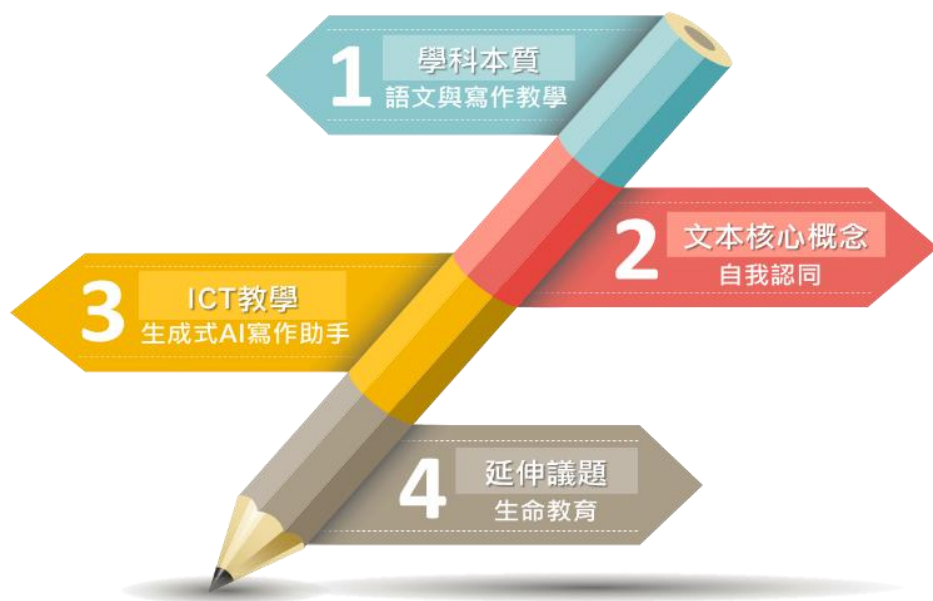 1
學科本質
語文與寫作教學
2
文本核心概念
自我認同
3
ICT教學
生成式AI寫作助手
4
延伸議題
生命教育